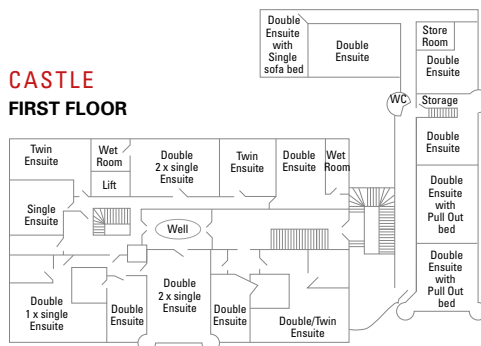 CASTLE
FIRST FLOOR
Double
Ensuite
with
Single
sofa bed
Double
Ensuite
Store
Room
Double
Ensuite
WC
Storage
Double
Ensuite
Double
Ensuite
with
Pull Out
bed
Double
Ensuite
with
Pull Out
bed
Twin
Ensuite
Wet
Room
Lift
Double
2 x single
Ensuite
Twin
Ensuite
Double
Ensuite
Wet
Room
Single
Ensuite
Well
Double
1 x single
Ensuite
Double
Ensuite
Double
2 x single
Ensuite
Double
Ensuite
Double/Twin
Ensuite